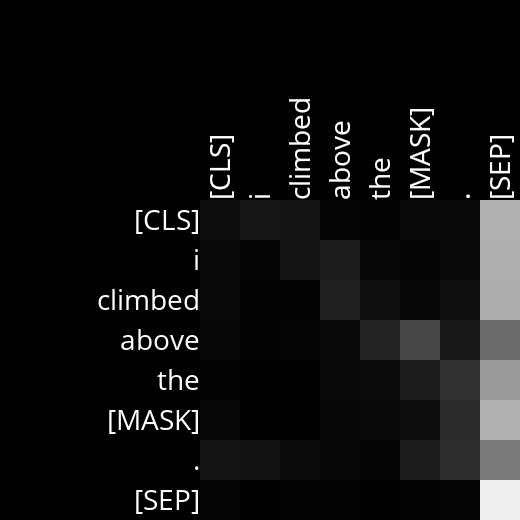 [CLS] i climbed above the [MASK] . [SEP]
[CLS]
i
climbed
above
the
[MASK]
.
[SEP]